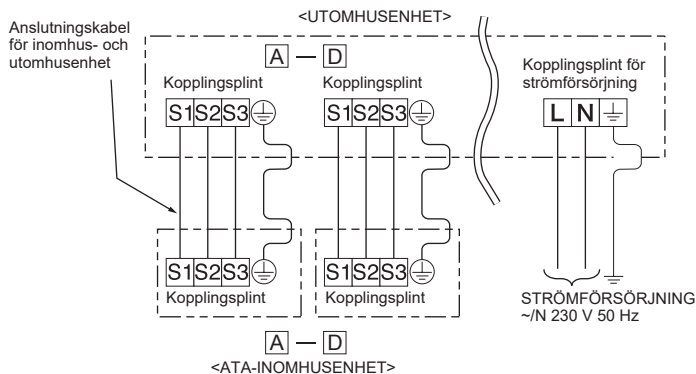 <UTOMHUSENHET>
Anslutningskabel
för inomhus- och
utomhusenhet
A — D
Kopplingsplint
Kopplingsplint
Kopplingsplint för
strömförsörjning
S1 S2 S3
S1 S2 S3
L N
S1 S2 S3
S1 S2 S3
Kopplingsplint
Kopplingsplint
STRÖMFÖRSÖRJNING
~/N 230 V 50 Hz
A — D
<ATA-INOMHUSENHET>